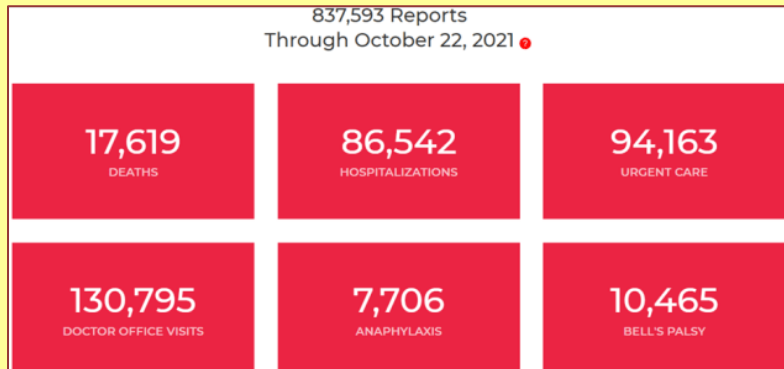 837,593 Reports
Through October 22, 2021 ?
17,619
DEATHS
86,542
HOSPITALIZATIONS
94,163
URGENT CARE
130,795
DOCTOR OFFICE VISITS
7,706
ANAPHYLAXIS
10,465
BELL'S PALSY